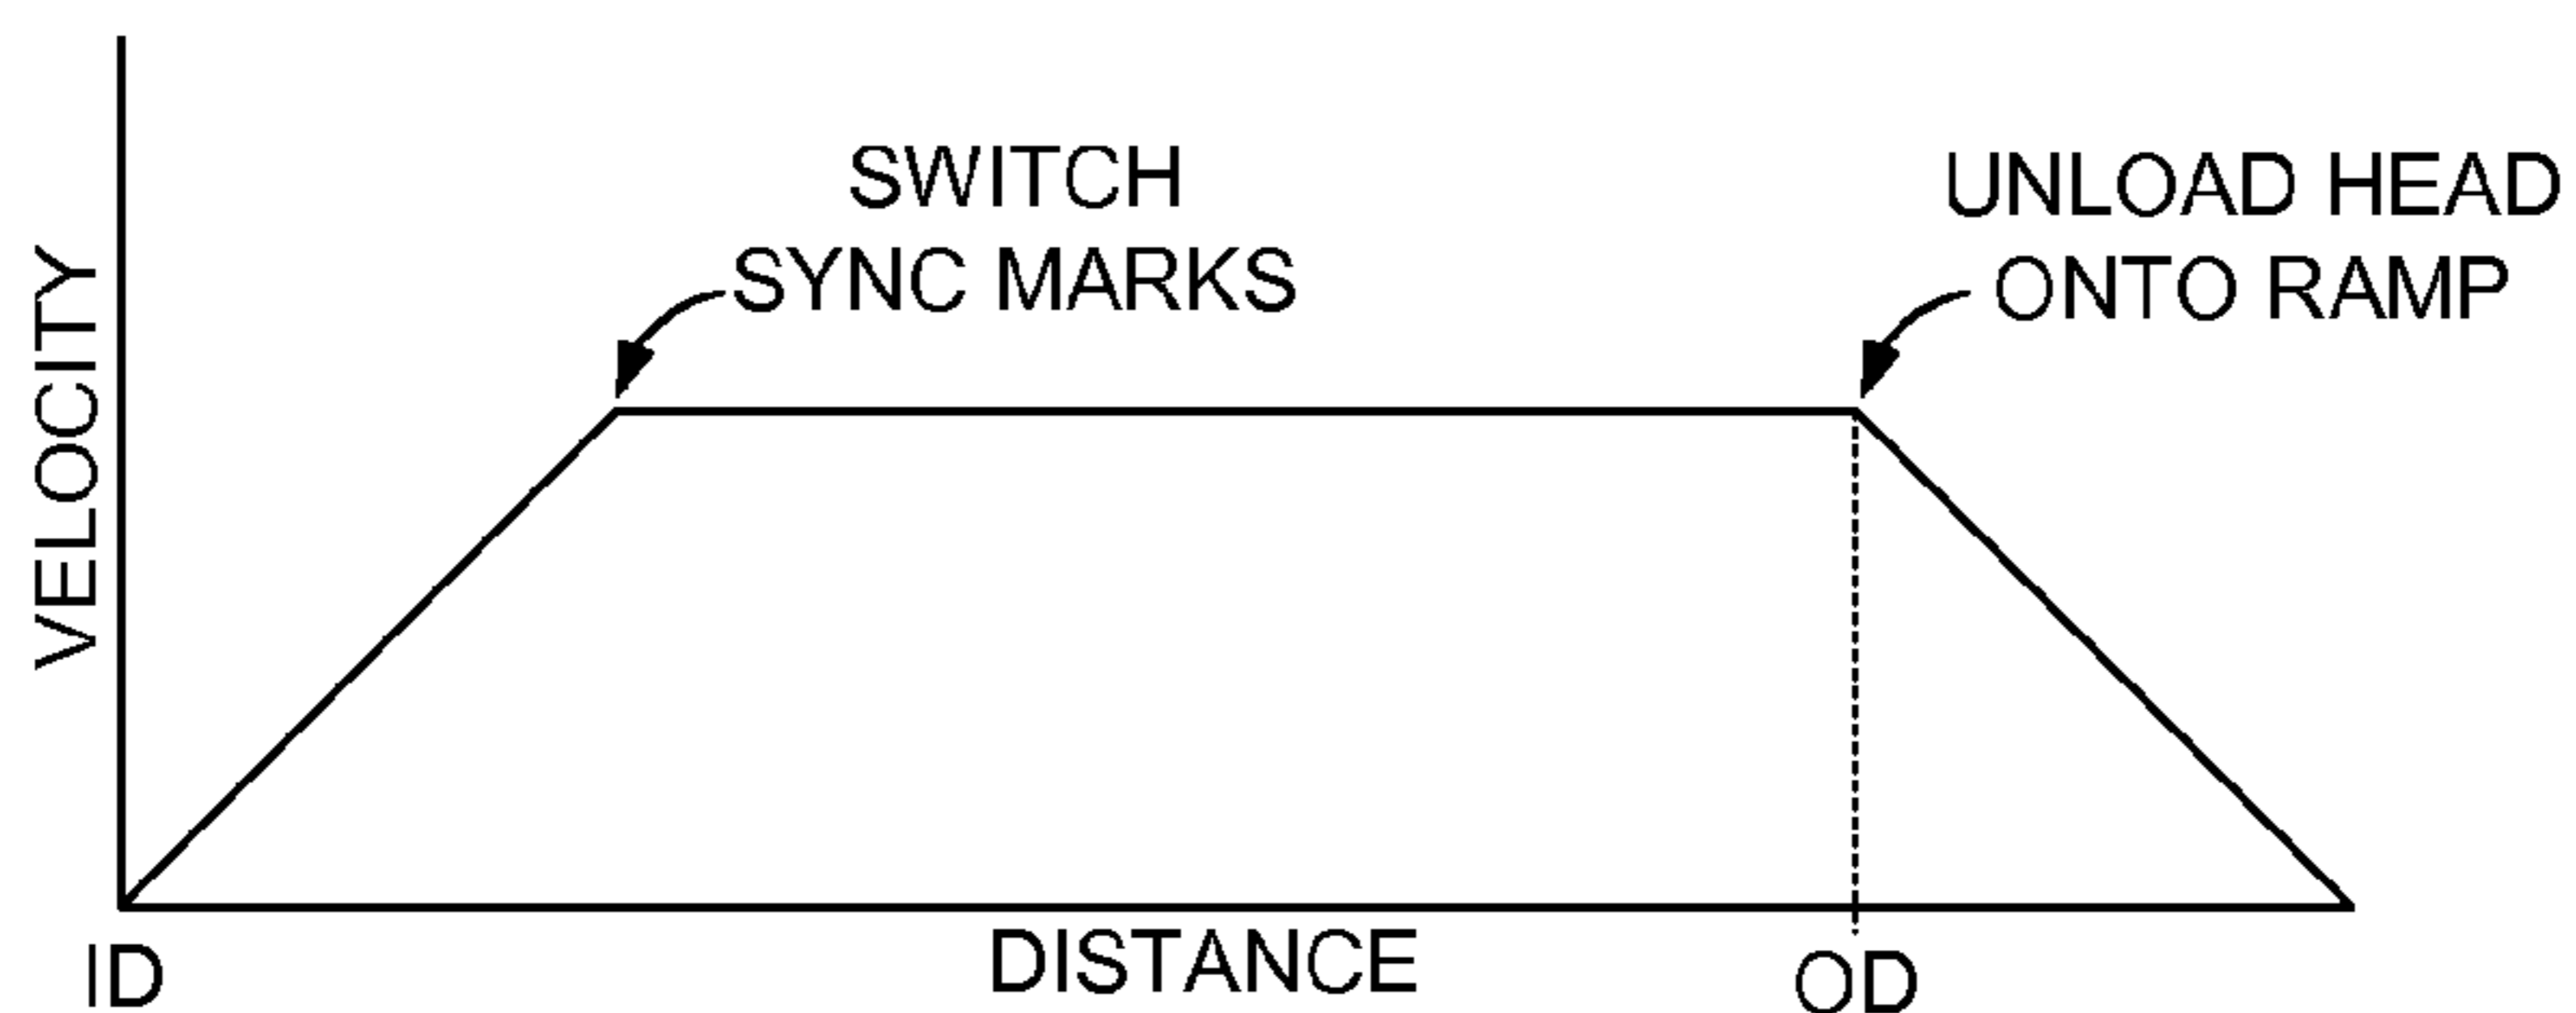 VELOCITY
SWITCH
SYNC MARKS
UNLOAD HEAD
ONTO RAMP
ID
DISTANCE
OD